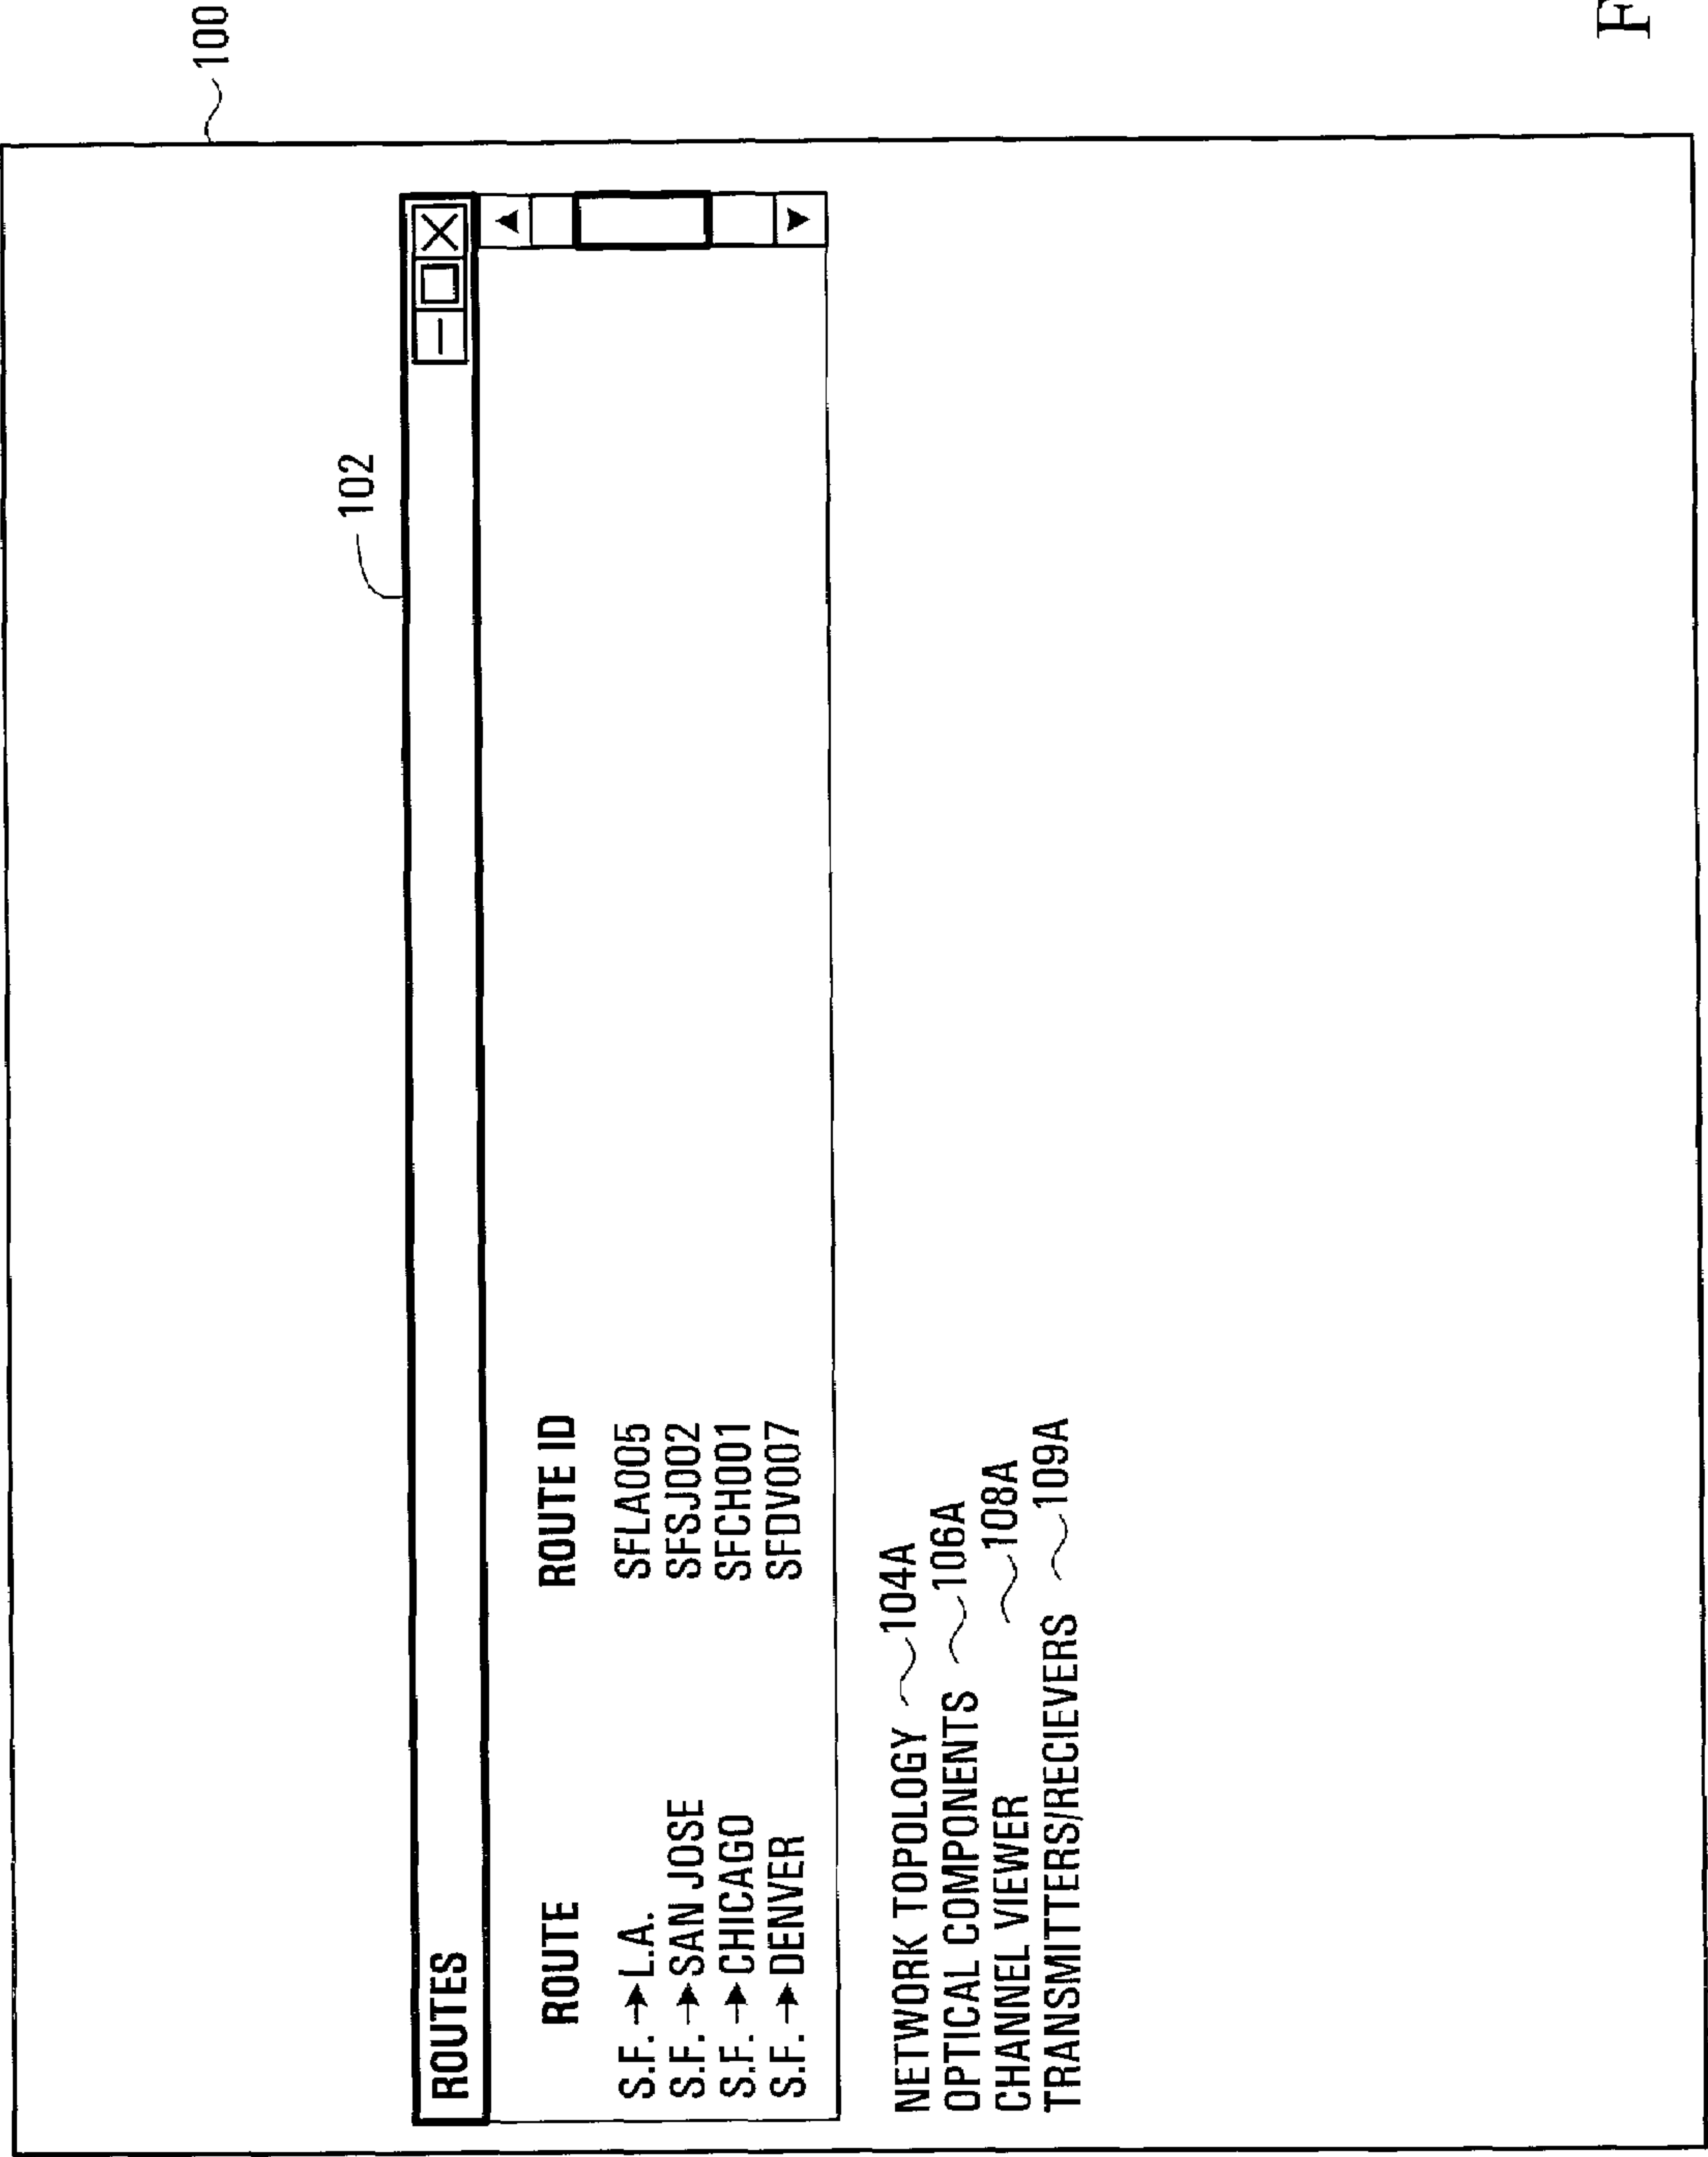 100
102
ROUTES
ROUTE ROUTE ID
S.F.→L.A. SFLA005
S.F.→SAN JOSE SFSJ002
S.F.→CHICAGO SFCH001
S.F.→DENVER SFDV007
NETWORK TOPOLOGY 104A
OPTICAL COMPONENTS 106A
CHANNEL VIEWER 108A
TRANSMITTERS/RECIEVERS 109A
F